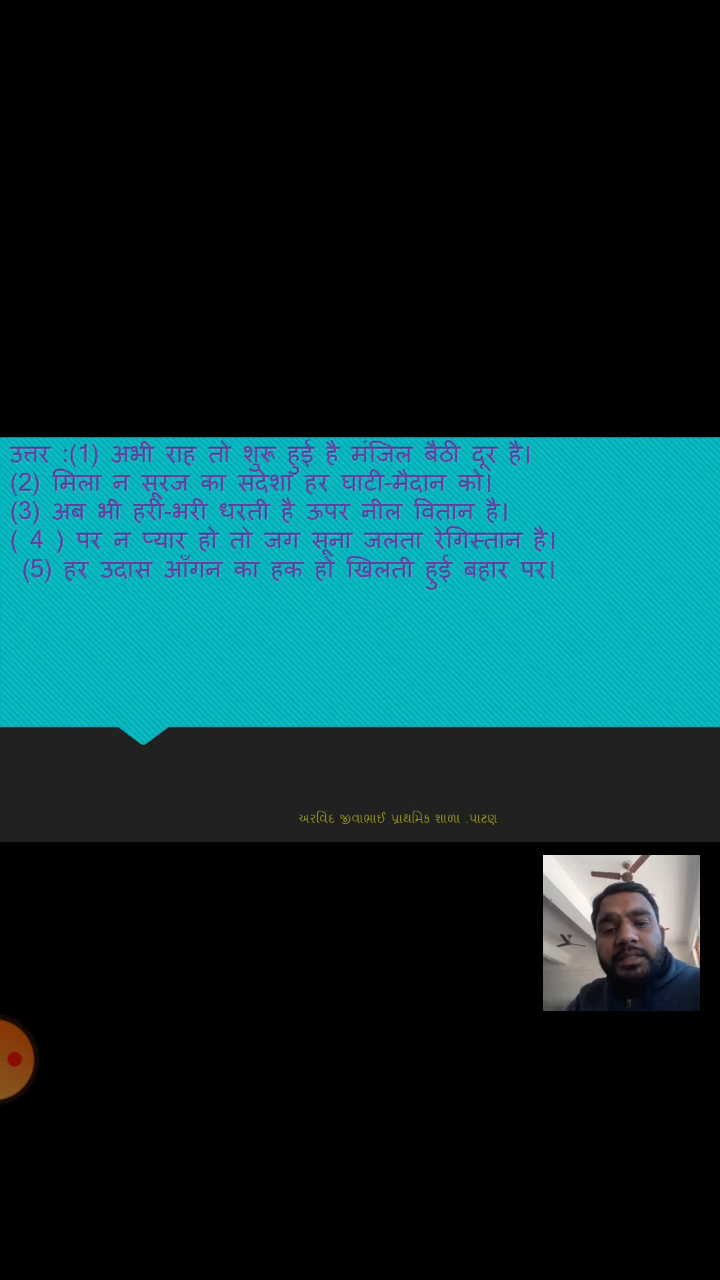 उत्तर :(1) अभी राह तो शुरू हुई है मंजिल बैठी दूर है।
(2) मिला न सूरज का संदेशा हर घाटी-मैदान को।
(3) अब भी हरी-भरी धरती है ऊपर नील वितान है।
( 4 ) पर न प्यार हो तो जग सूना जलता रेगिस्तान है।
(5) हर उदास आँगन का हक हो खिलती हुई बहार पर।
અરવિંદ જીવાભાઈ પ્રાથમિક શાળા .પાટણ